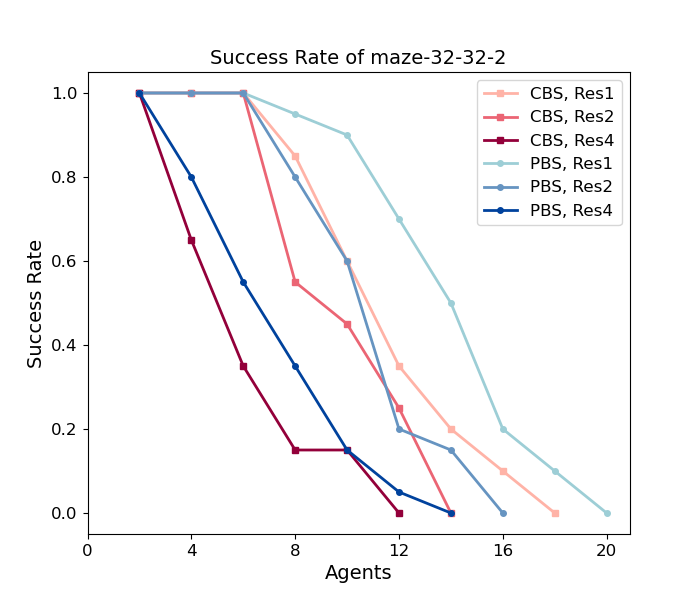 Success Rate of maze-32-32-2
CBS, Res1
CBS, Res2
CBS, Res4
PBS, Res1
PBS, Res2
PBS, Res4
Success Rate
1.0
0.8
0.6
0.4
0.2
0.0
0 4 8 12 16 20
Agents